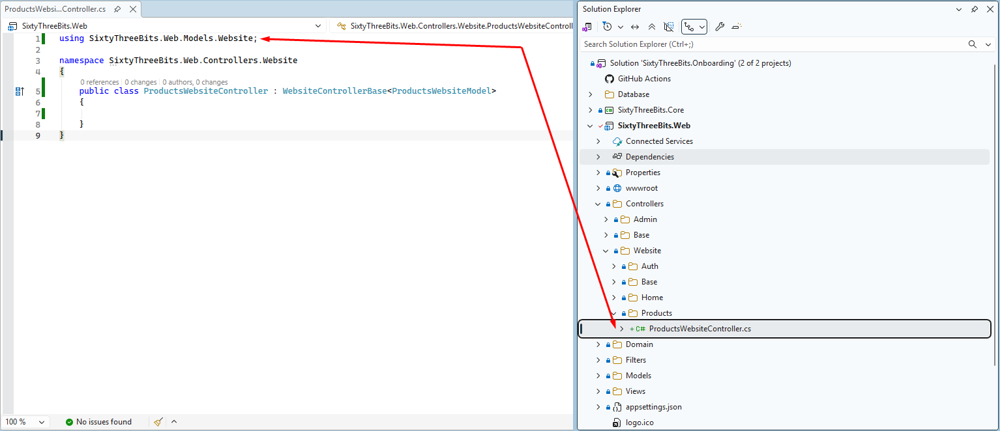 ProductsWebsi...Controller.cs
SixtyThreeBits.Web
SixtyThreeBits.Web.Controllers.Website.ProductsWebsiteControll
1 using SixtyThreeBits.Web.Models.Website;
2
3 namespace SixtyThreeBits.Web.Controllers.Website
4 {
0 references | 0 changes | 0 authors, 0 changes
5 public class ProductsWebsiteController : WebsiteControllerBase<ProductsWebsiteModel>
6 {
7
8 }
9 }
100 %
No issues found
Solution Explorer
Search Solution Explorer (Ctrl+;)
Solution 'SixtyThreeBits.Onboarding' (2 of 2 projects)
GitHub Actions
Database
C# SixtyThreeBits.Core
SixtyThreeBits.Web
Connected Services
Dependencies
Properties
wwwroot
Controllers
Admin
Base
Website
Auth
Base
Home
Products
+ C# ProductsWebsiteController.cs
Domain
Filters
Models
Views
appsettings.json
logo.ico